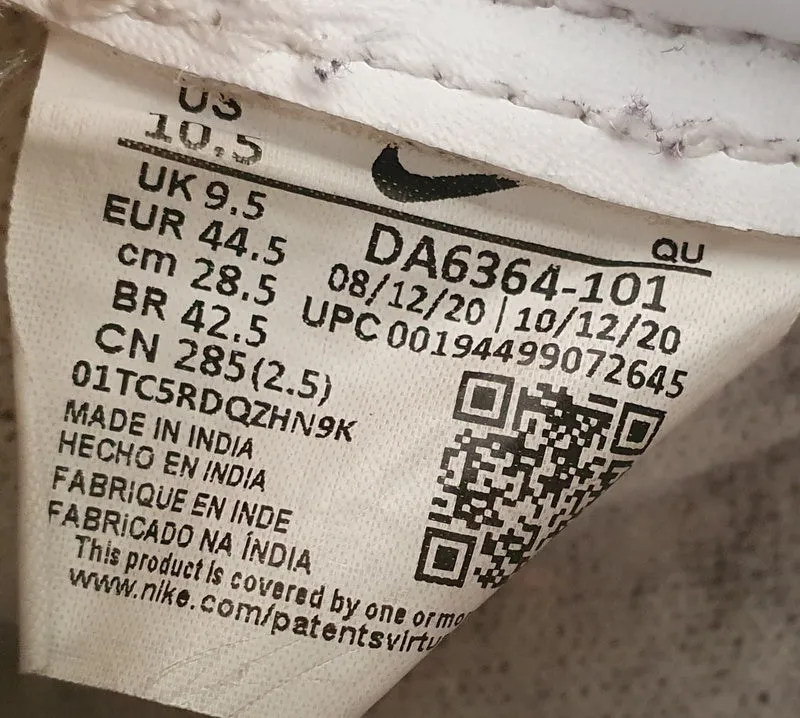 US
10.5
UK 9.5
EUR 44.5
cm 28.5
BR 42.5
CN 285(2.5)
01TC5RDQZHN9K
MADE IN INDIA
HECHO EN INDIA
FABRIQUE EN INDE
FABRICADO NA ÍNDIA
This product is covered by one or
www.nike.com/patentsvirtu
QU
DA6364-101
08/12/20 | 10/12/20
UPC 00194499072645